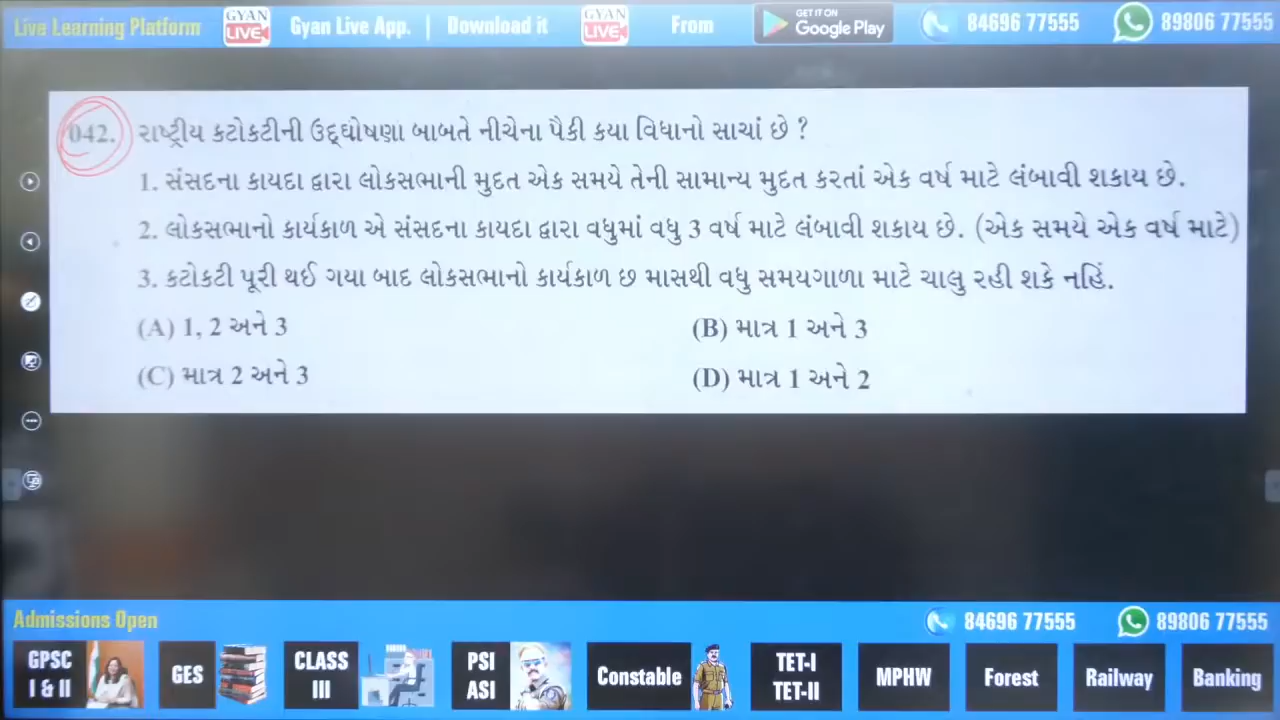 Live Learning Platform GYAN LIVE Gyan Live App. | Download it GYAN LIVE From GET IT ON Google Play 84696 77555 89806 77555
042. રાષ્ટ્રીય કટોકટીની ઉદ્ઘોષણા બાબતે નીચેના પૈકી કયા વિધાનો સાચાં છે ?
1. સંસદના કાયદા દ્વારા લોકસભાની મુદત એક સમયે તેની સામાન્ય મુદત કરતાં એક વર્ષ માટે લંબાવી શકાય છે.
2. લોકસભાનો કાર્યકાળ એ સંસદના કાયદા દ્વારા વધુમાં વધુ 3 વર્ષ માટે લંબાવી શકાય છે. (એક સમયે એક વર્ષ માટે)
3. કટોકટી પૂરી થઈ ગયા બાદ લોકસભાનો કાર્યકાળ છ માસથી વધુ સમયગાળા માટે ચાલુ રહી શકે નહિં.
(A) 1, 2 અને 3 (B) માત્ર 1 અને 3
(C) માત્ર 2 અને 3 (D) માત્ર 1 અને 2
Admissions Open 84696 77555 89806 77555
GPSC I & II GES CLASS III PSI ASI Constable TET-I TET-II MPHW Forest Railway Banking